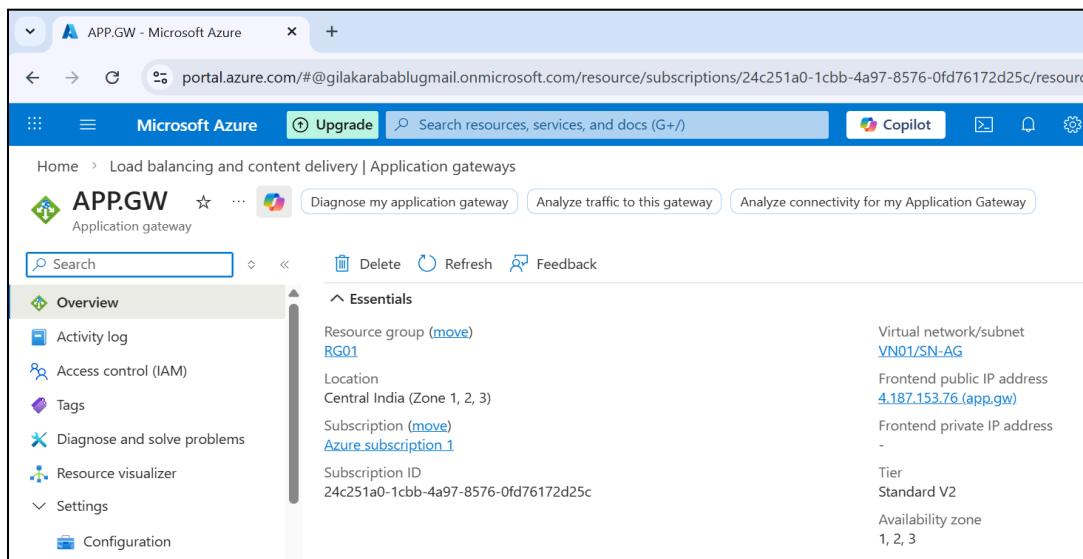 APP.GW - Microsoft Azure
portal.azure.com/#@gilakarabablugmail.onmicrosoft.com/resource/subscriptions/24c251a0-1cbb-4a97-8576-0fd76172d25c/resourc
Microsoft Azure
Upgrade
Search resources, services, and docs (G+/)
Copilot
Home > Load balancing and content delivery | Application gateways
APP.GW
Application gateway
Diagnose my application gateway
Analyze traffic to this gateway
Analyze connectivity for my Application Gateway
Search
Overview
Activity log
Access control (IAM)
Tags
Diagnose and solve problems
Resource visualizer
Settings
Configuration
Delete
Refresh
Feedback
Essentials
Resource group (move)
RG01
Location
Central India (Zone 1, 2, 3)
Subscription (move)
Azure subscription 1
Subscription ID
24c251a0-1cbb-4a97-8576-0fd76172d25c
Virtual network/subnet
VN01/SN-AG
Frontend public IP address
4.187.153.76 (app.gw)
Frontend private IP address
-
Tier
Standard V2
Availability zone
1, 2, 3